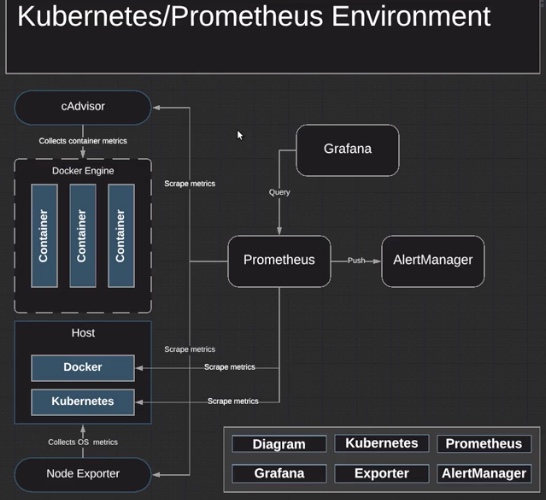 Kubernetes/Prometheus Environment
cAdvisor
Collects container metrics
Docker Engine
Container
Container
Container
Scrape metrics
Grafana
Query
Prometheus
Push
AlertManager
Host
Docker
Kubernetes
Scrape metrics
Scrape metrics
Scrape metrics
Collects OS metrics
Node Exporter
Diagram
Kubernetes
Prometheus
Grafana
Exporter
AlertManager